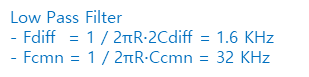 Low Pass Filter
- Fdiff  = 1 / 2πR·2Cdiff = 1.6 KHz
- Fcmn = 1 / 2πR·Ccmn = 32 KHz